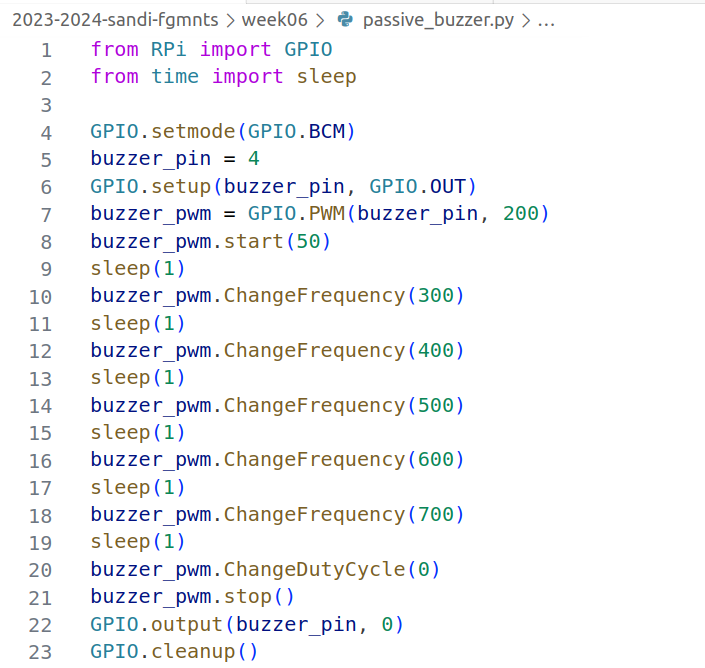 2023-2024-sandi-fgmnts > week06 > passive_buzzer.py > ...
1 from RPi import GPIO
2 from time import sleep
3
4 GPIO.setmode(GPIO.BCM)
5 buzzer_pin = 4
6 GPIO.setup(buzzer_pin, GPIO.OUT)
7 buzzer_pwm = GPIO.PWM(buzzer_pin, 200)
8 buzzer_pwm.start(50)
9 sleep(1)
10 buzzer_pwm.ChangeFrequency(300)
11 sleep(1)
12 buzzer_pwm.ChangeFrequency(400)
13 sleep(1)
14 buzzer_pwm.ChangeFrequency(500)
15 sleep(1)
16 buzzer_pwm.ChangeFrequency(600)
17 sleep(1)
18 buzzer_pwm.ChangeFrequency(700)
19 sleep(1)
20 buzzer_pwm.ChangeDutyCycle(0)
21 buzzer_pwm.stop()
22 GPIO.output(buzzer_pin, 0)
23 GPIO.cleanup()